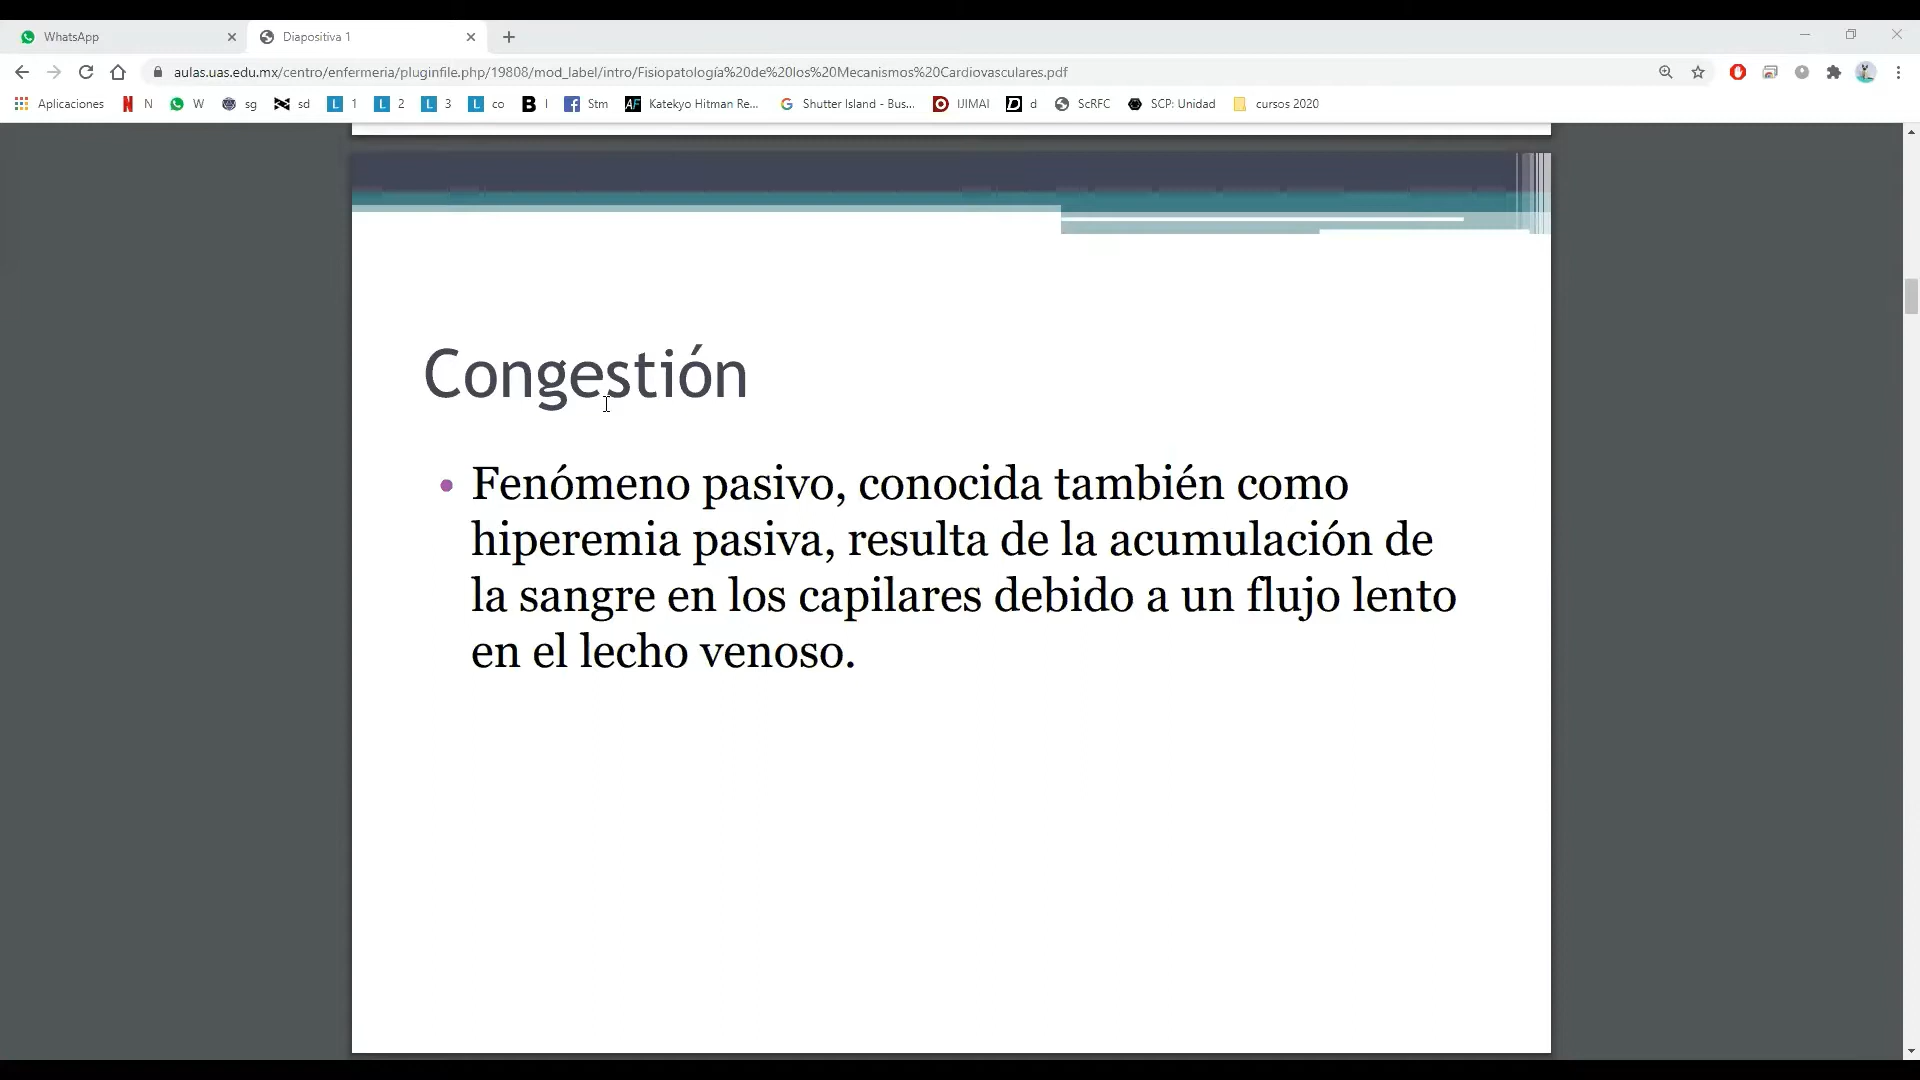 WhatsApp
Diapositiva 1
aulas.uas.edu.mx/centro/enfermeria/pluginfile.php/19808/mod_label/intro/Fisiopatología%20de%20los%20Mecanismos%20Cardiovasculares.pdf
Aplicaciones N W sg sd L 1 L 2 L 3 L co B I Stm AF Katekyo Hitman Re... Shutter Island - Bus... IJIMAI D d ScRFC SCP: Unidad cursos 2020
Congestión
• Fenómeno pasivo, conocida también como
hiperemia pasiva, resulta de la acumulación de
la sangre en los capilares debido a un flujo lento
en el lecho venoso.